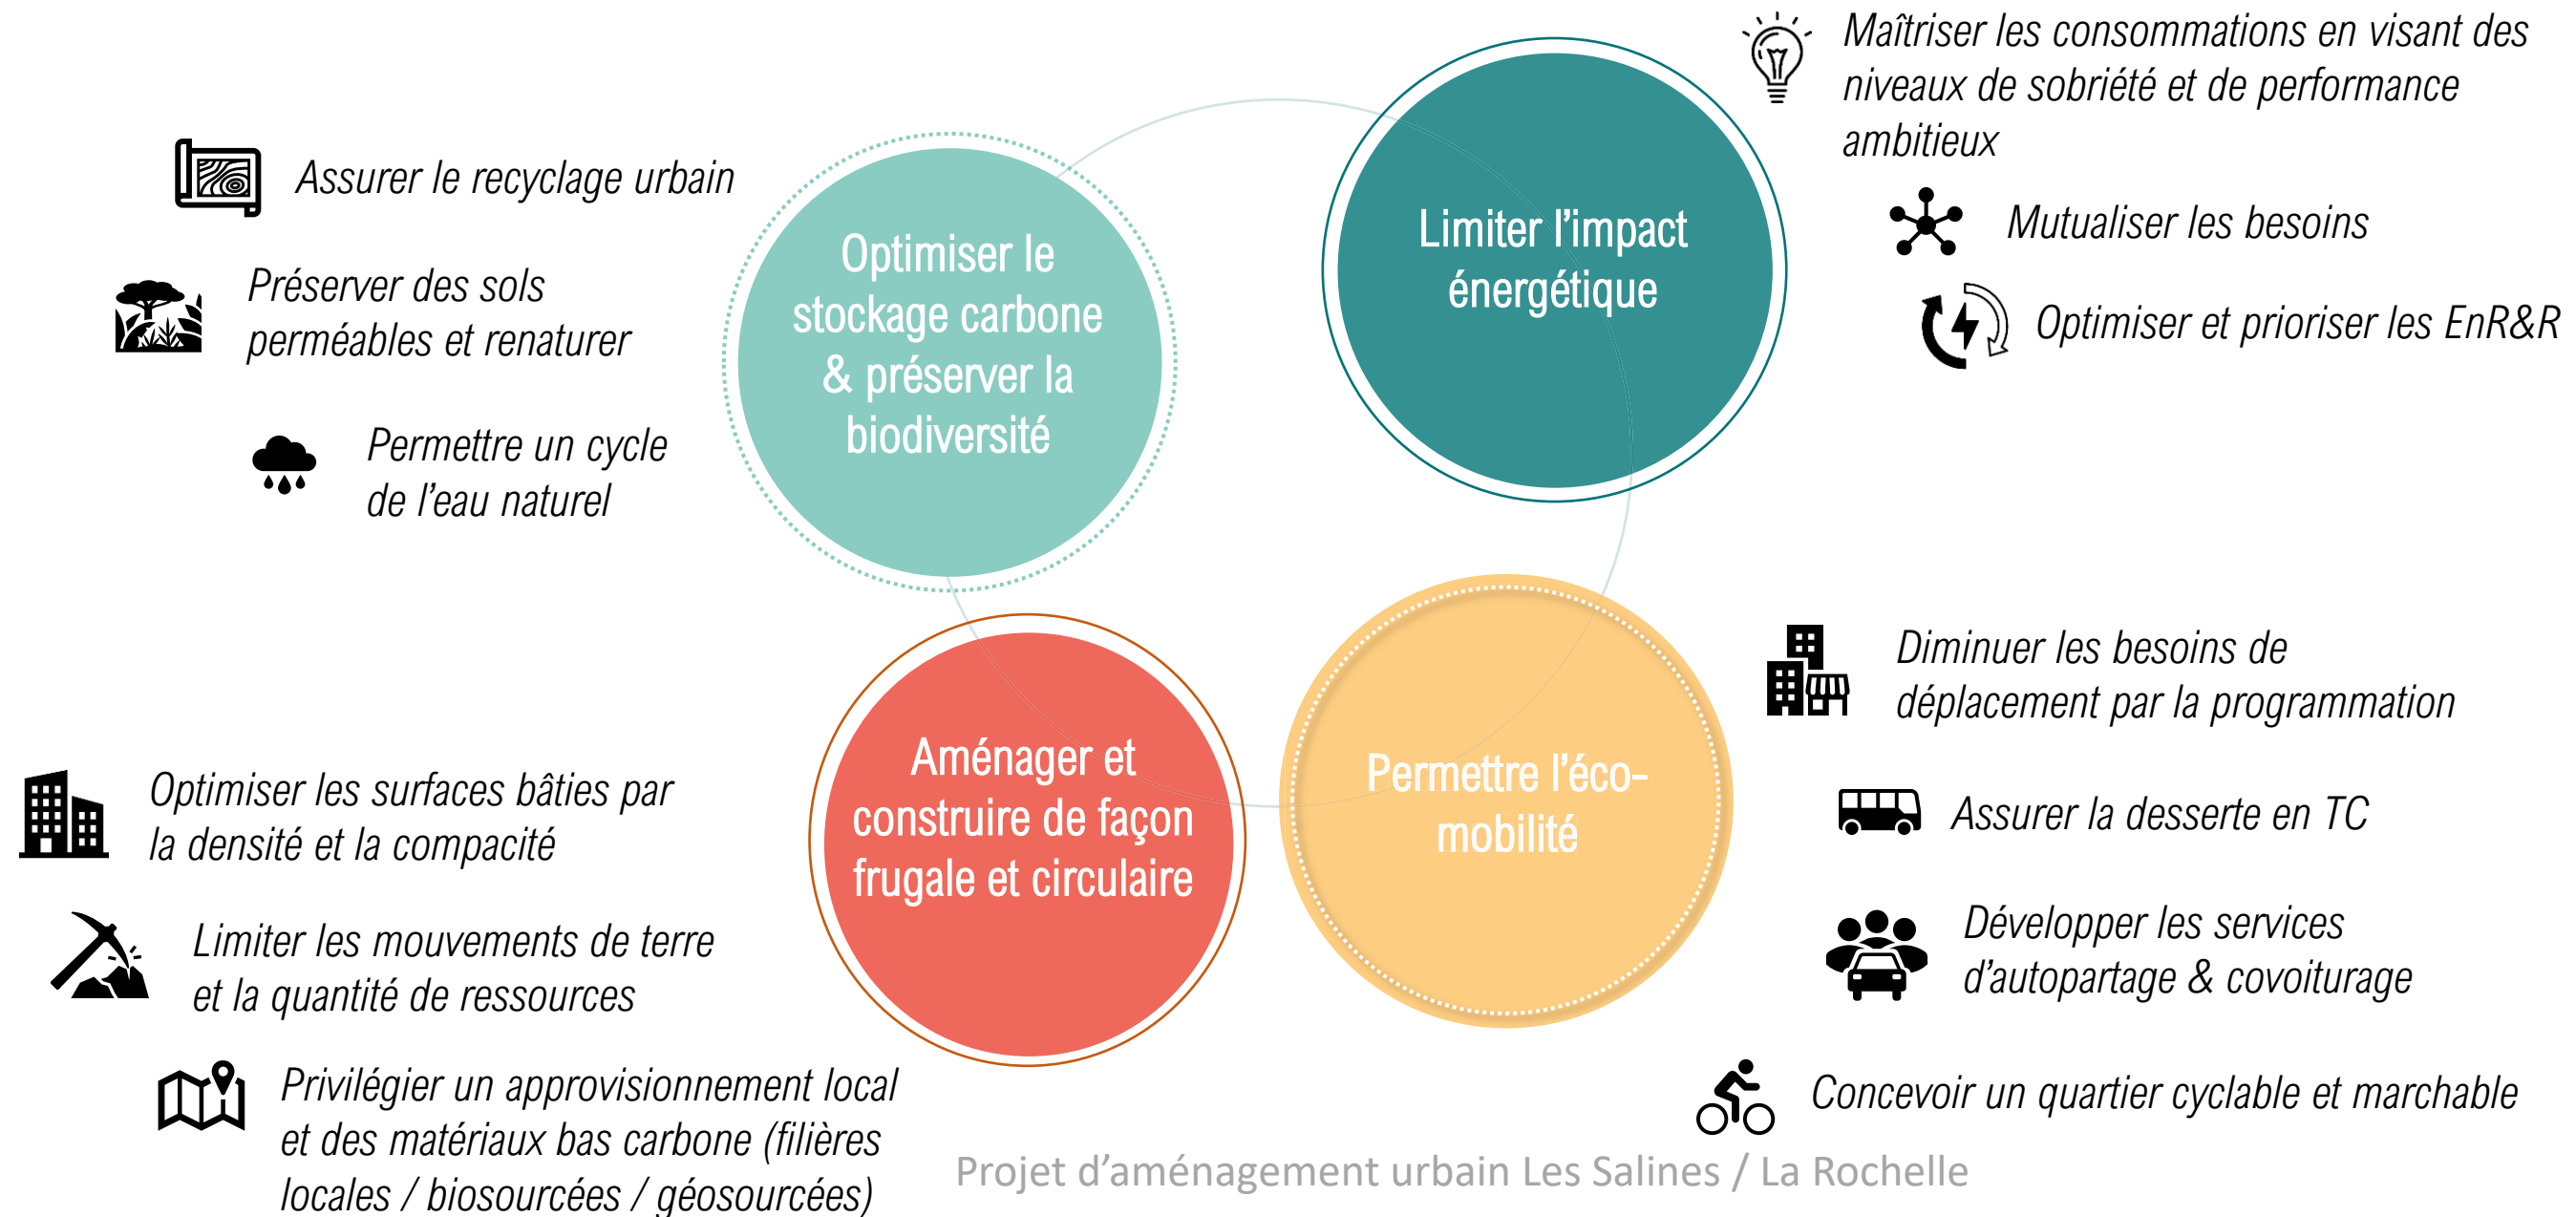 Assurer le recyclage urbain
Préserver des sols
perméables et renaturer
Permettre un cycle
de l'eau naturel
Optimiser le
stockage carbone
& préserver la
biodiversité
Limiter l'impact
énergétique
Maîtriser les consommations en visant des
niveaux de sobriété et de performance
ambitieux
Mutualiser les besoins
Optimiser et prioriser les EnR&R
Optimiser les surfaces bâties par
la densité et la compacité
Limiter les mouvements de terre
et la quantité de ressources
Privilégier un approvisionnement local
et des matériaux bas carbone (filières
locales / biosourcées / géosourcées)
Aménager et
construire de façon
frugale et circulaire
Permettre l'éco-
mobilité
Diminuer les besoins de
déplacement par la programmation
Assurer la desserte en TC
Développer les services
d'autopartage & covoiturage
Concevoir un quartier cyclable et marchable
Projet d'aménagement urbain Les Salines / La Rochelle